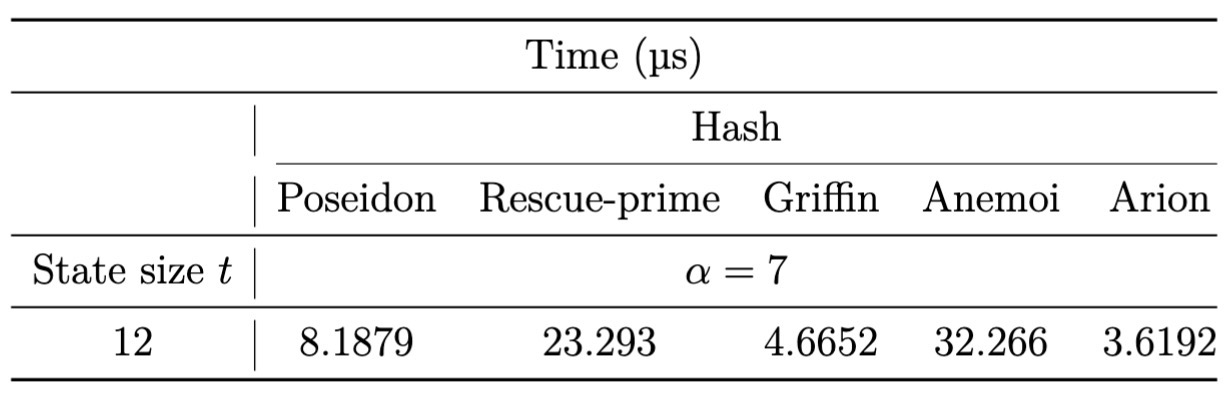 Time (µs)
Hash
Poseidon Rescue-prime Griffin Anemoi Arion
State size t α = 7
12 8.1879 23.293 4.6652 32.266 3.6192